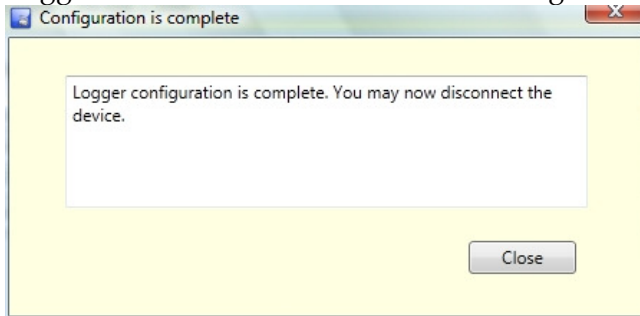 Configuration is complete
Logger configuration is complete. You may now disconnect the
device.
Close